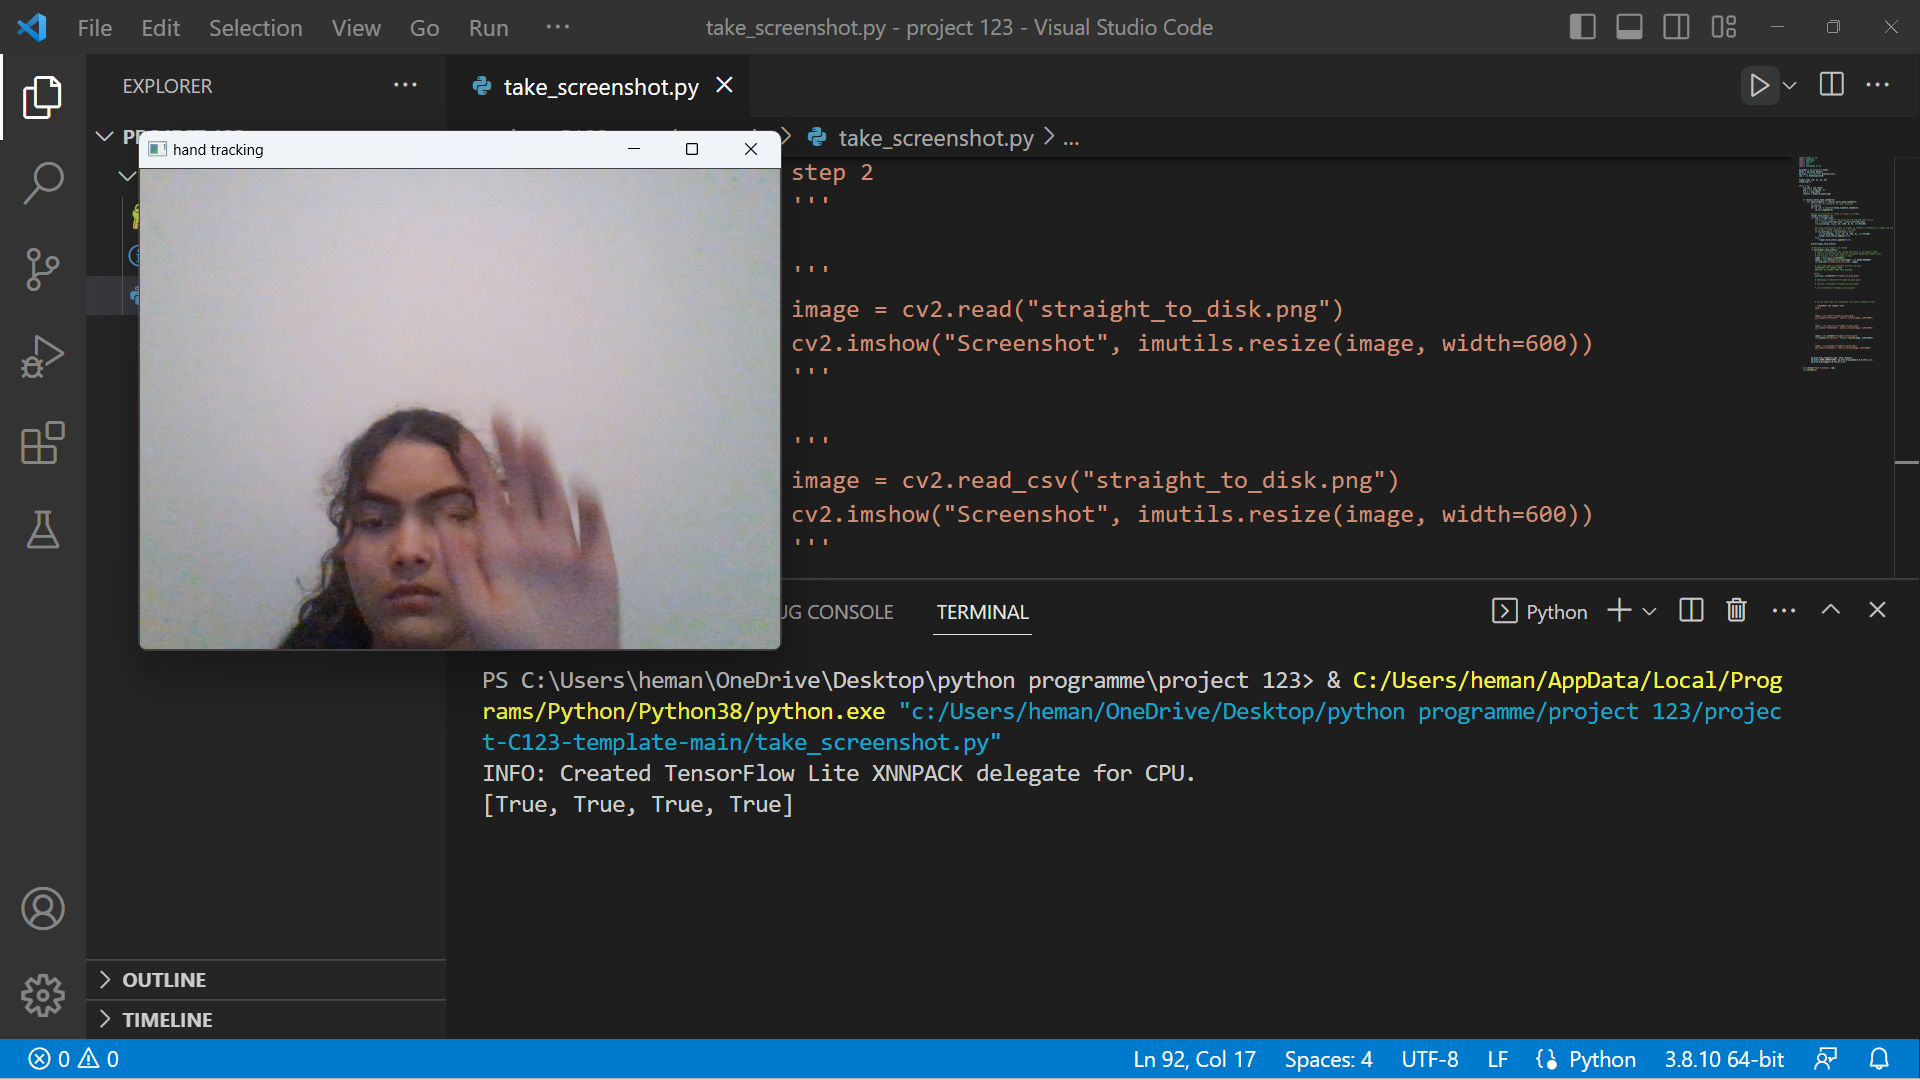 File Edit Selection View Go Run ···
take_screenshot.py - project 123 - Visual Studio Code
EXPLORER ···
take_screenshot.py
take_screenshot.py > ...
hand tracking
step 2
'''
'''
image = cv2.read("straight_to_disk.png")
cv2.imshow("Screenshot", imutils.resize(image, width=600))
'''
'''
image = cv2.read_csv("straight_to_disk.png")
cv2.imshow("Screenshot", imutils.resize(image, width=600))
'''
CONSOLE TERMINAL Python
PS C:\Users\heman\OneDrive\Desktop\python programme\project 123> & C:/Users/heman/AppData/Local/Prog
rams/Python/Python38/python.exe "c:/Users/heman/OneDrive/Desktop/python programme/project 123/projec
t-C123-template-main/take_screenshot.py"
INFO: Created TensorFlow Lite XNNPACK delegate for CPU.
[True, True, True, True]
OUTLINE
TIMELINE
0 0 Ln 92, Col 17 Spaces: 4 UTF-8 LF Python 3.8.10 64-bit